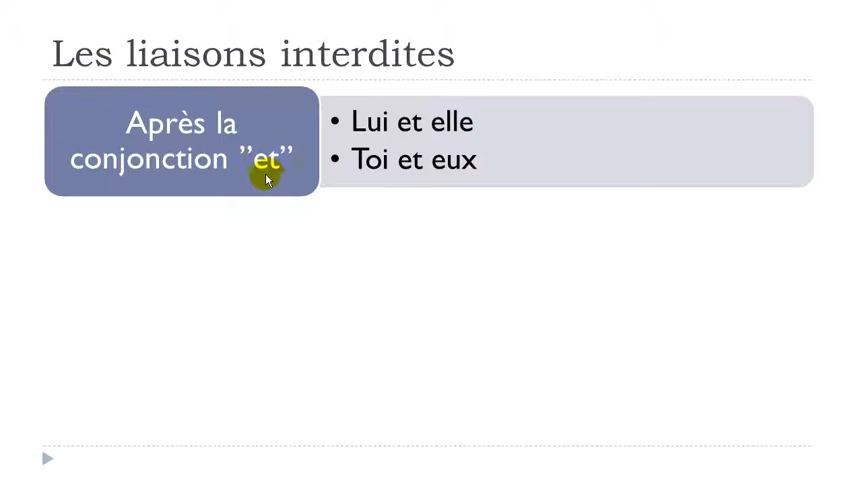 Les liaisons interdites
Après la
conjonction ”et”
• Lui et elle
• Toi et eux